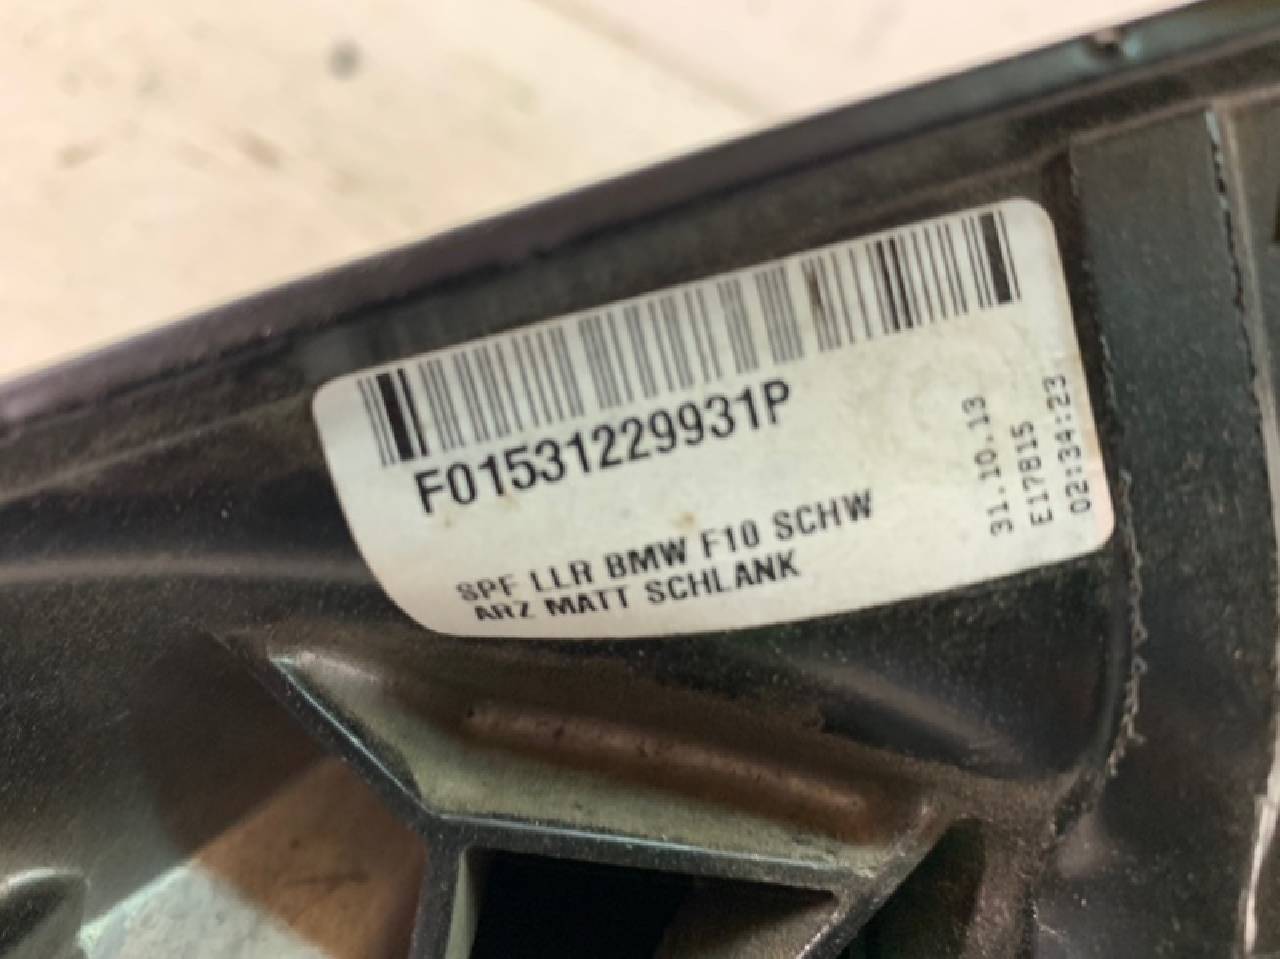 F01531229931P
SPF LLR BMW F10 SCHW
ARZ MATT SCHLANK
31.10.13
E17815
02:34:23